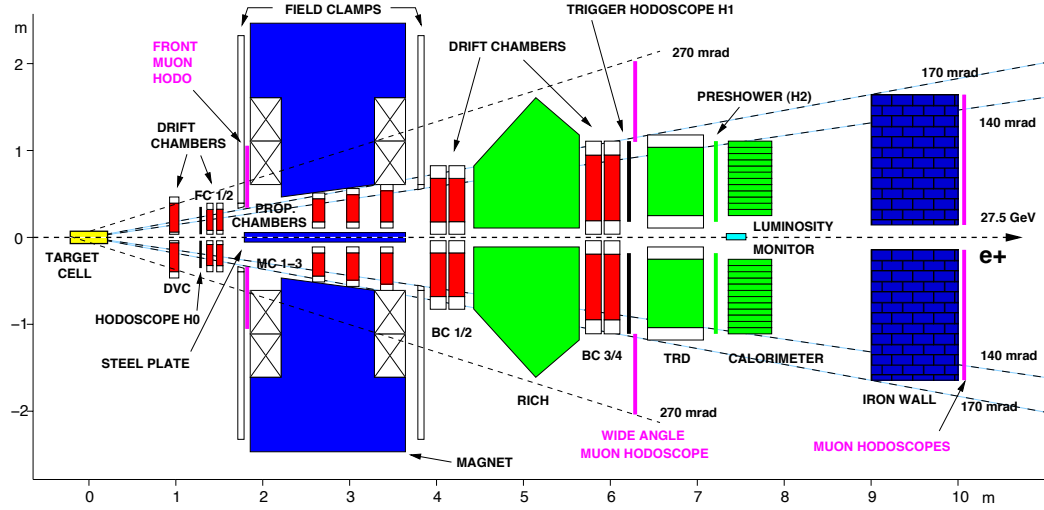 m
FIELD CLAMPS
TRIGGER HODOSCOPE H1
FRONT
MUON
HODO
DRIFT CHAMBERS
270 mrad
170 mrad
2
PRESHOWER (H2)
DRIFT
CHAMBERS
140 mrad
1
FC 1/2
PROP.
CHAMBERS
LUMINOSITY
27.5 GeV
0
MONITOR
e+
TARGET
CELL
MC 1–3
DVC
HODOSCOPE H0
−1
BC 1/2
BC 3/4
TRD
CALORIMETER
140 mrad
STEEL PLATE
RICH
IRON WALL
170 mrad
−2
270 mrad
WIDE ANGLE
MUON HODOSCOPE
MUON HODOSCOPES
MAGNET
0 1 2 3 4 5 6 7 8 9 10 m